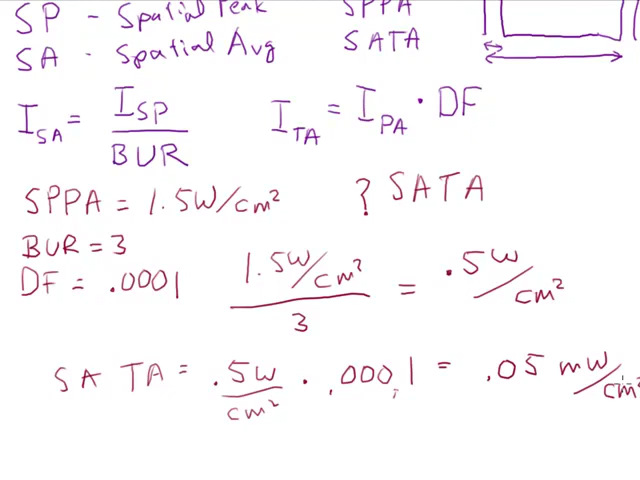 SP - Spatial Peak SPPA
SA - Spatial Avg SATA
I_SA = I_SP / BUR I_TA = I_PA · DF
SPPA = 1.5W/cm² ? SATA
BUR = 3
DF = .0001 1.5W/cm² / 3 = .5W/cm²
SATA = .5W/cm² · .0001 = .05 mW/cm²